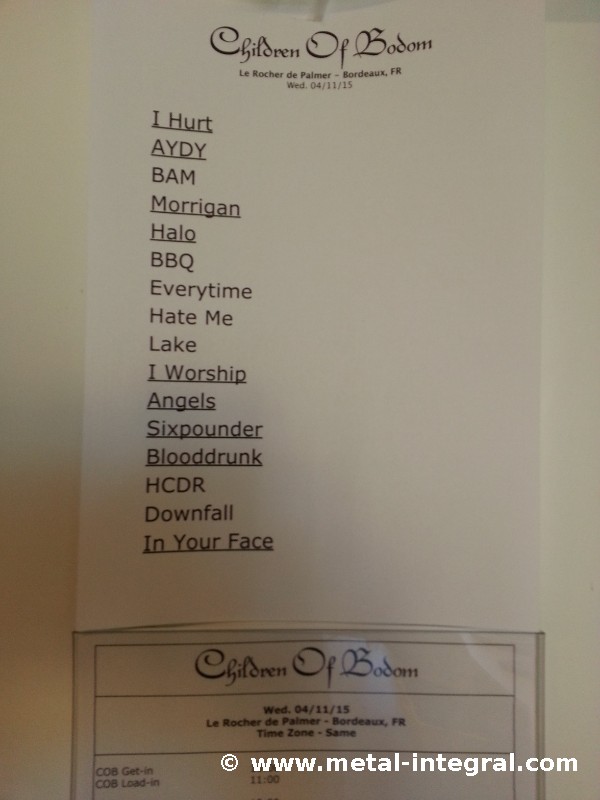 Children Of Bodom
Le Rocher de Palmer - Bordeaux, FR
Wed. 04/11/15
I Hurt
AYDY
BAM
Morrigan
Halo
BBQ
Everytime
Hate Me
Lake
I Worship
Angels
Sixpounder
Blooddrunk
HCDR
Downfall
In Your Face
Children Of Bodom
Wed. 04/11/15
Le Rocher de Palmer - Bordeaux, FR
Time Zone - Same
COB Get-in
COB Load-in 11:00
© www.metal-integral.com